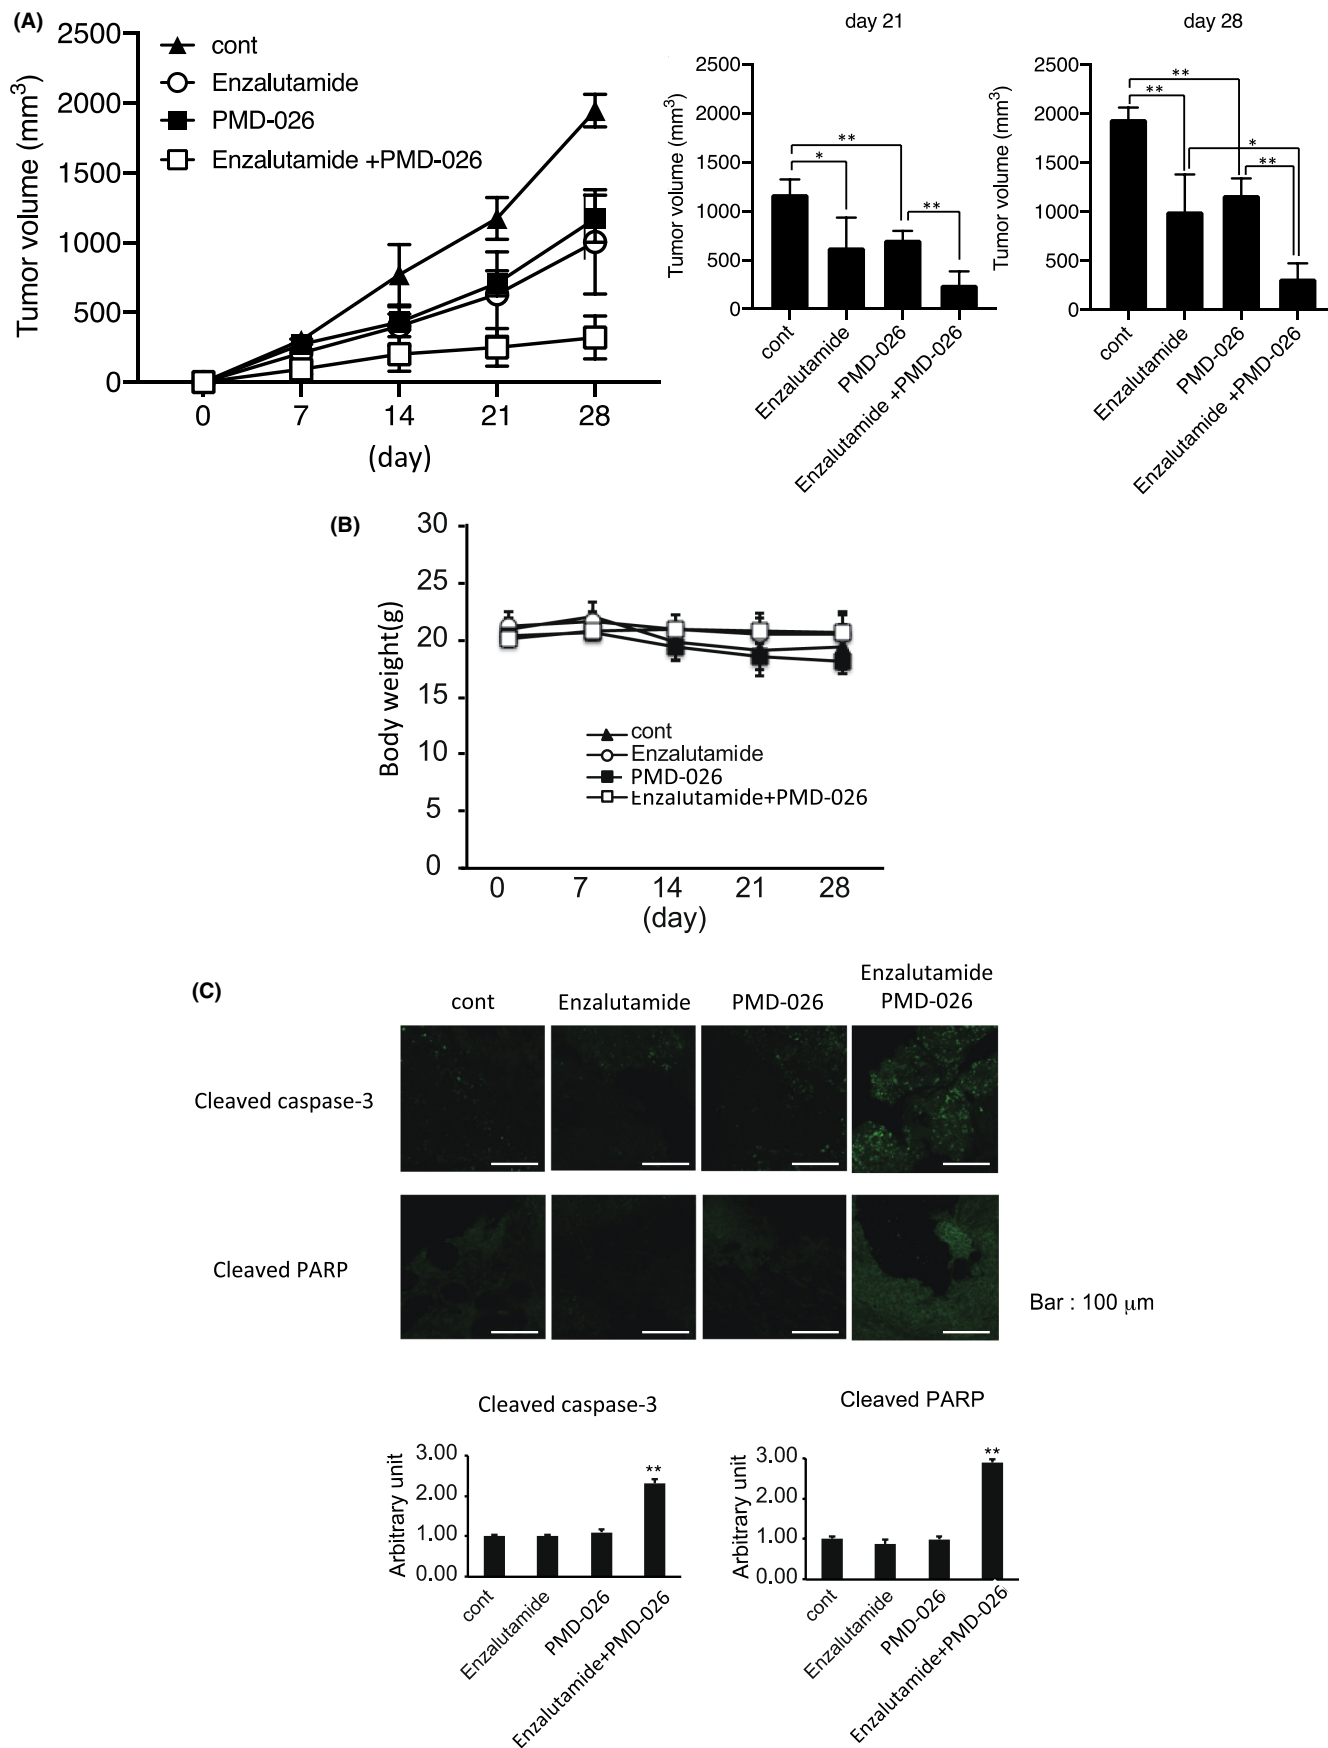 (A)
2500
2000
1500
1000
500
0
Tumor volume (mm³)
cont
Enzalutamide
PMD-026
Enzalutamide +PMD-026
0 7 14 21 28
(day)
day 21
2500
2000
1500
1000
500
0
Tumor volume (mm³)
**
*
**
cont
Enzalutamide
PMD-026
Enzalutamide +PMD-026
day 28
2500
2000
1500
1000
500
0
Tumor volume (mm³)
**
**
*
**
cont
Enzalutamide
PMD-026
Enzalutamide +PMD-026
(B)
30
25
20
15
10
5
0
Body weight(g)
cont
Enzalutamide
PMD-026
Enzalutamide+PMD-026
0 7 14 21 28
(day)
(C)
cont
Enzalutamide
PMD-026
Enzalutamide
PMD-026
Cleaved caspase-3
Cleaved PARP
Bar : 100 μm
Cleaved caspase-3
3.00
2.00
1.00
0.00
Arbitrary unit
**
cont
Enzalutamide
PMD-026
Enzalutamide+PMD-026
Cleaved PARP
3.00
2.00
1.00
0.00
Arbitrary unit
**
cont
Enzalutamide
PMD-026
Enzalutamide+PMD-026